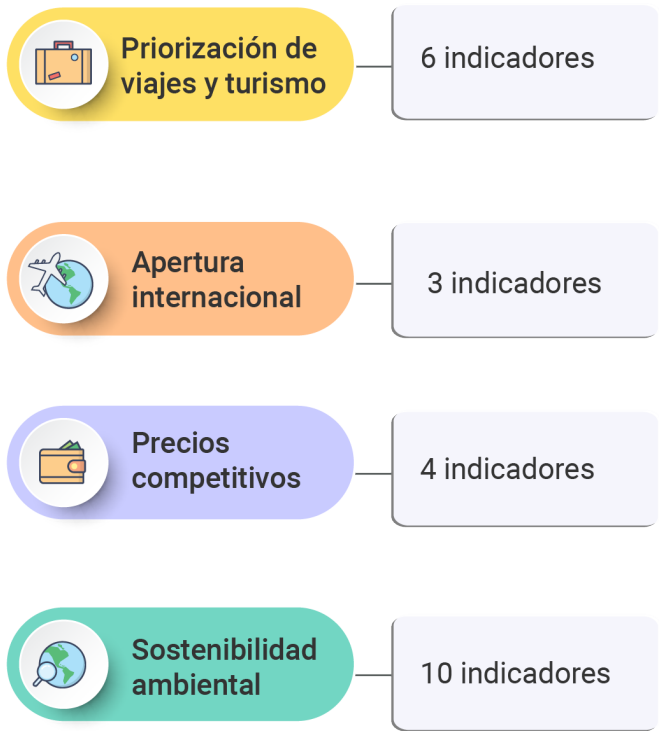 Priorización de
viajes y turismo
6 indicadores
Apertura
internacional
3 indicadores
Precios
competitivos
4 indicadores
Sostenibilidad
ambiental
10 indicadores